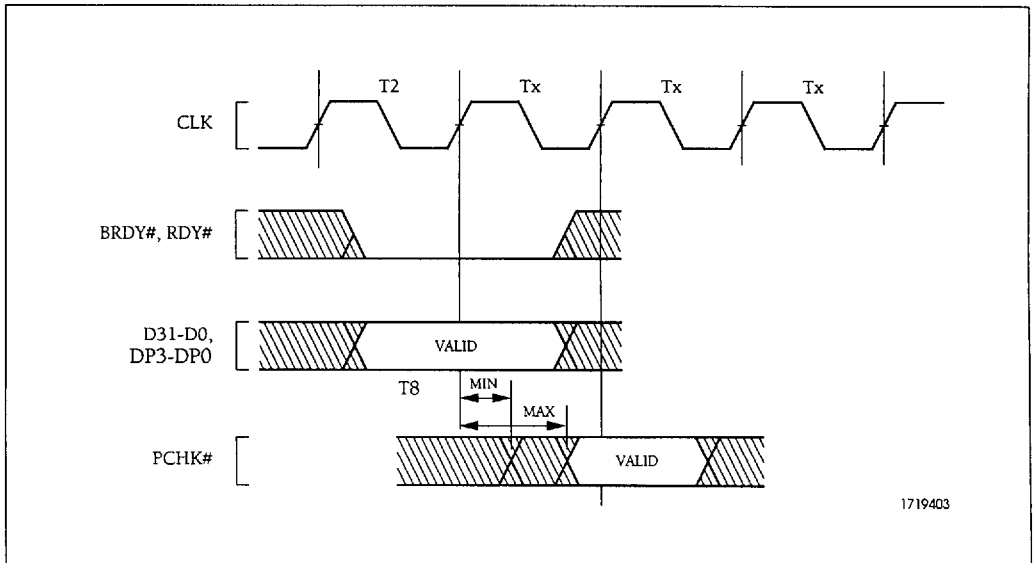 T2 Tx Tx Tx
CLK
BRDY#, RDY#
D31-D0,
DP3-DP0
VALID
T8 MIN
MAX
PCHK#
VALID
1719403